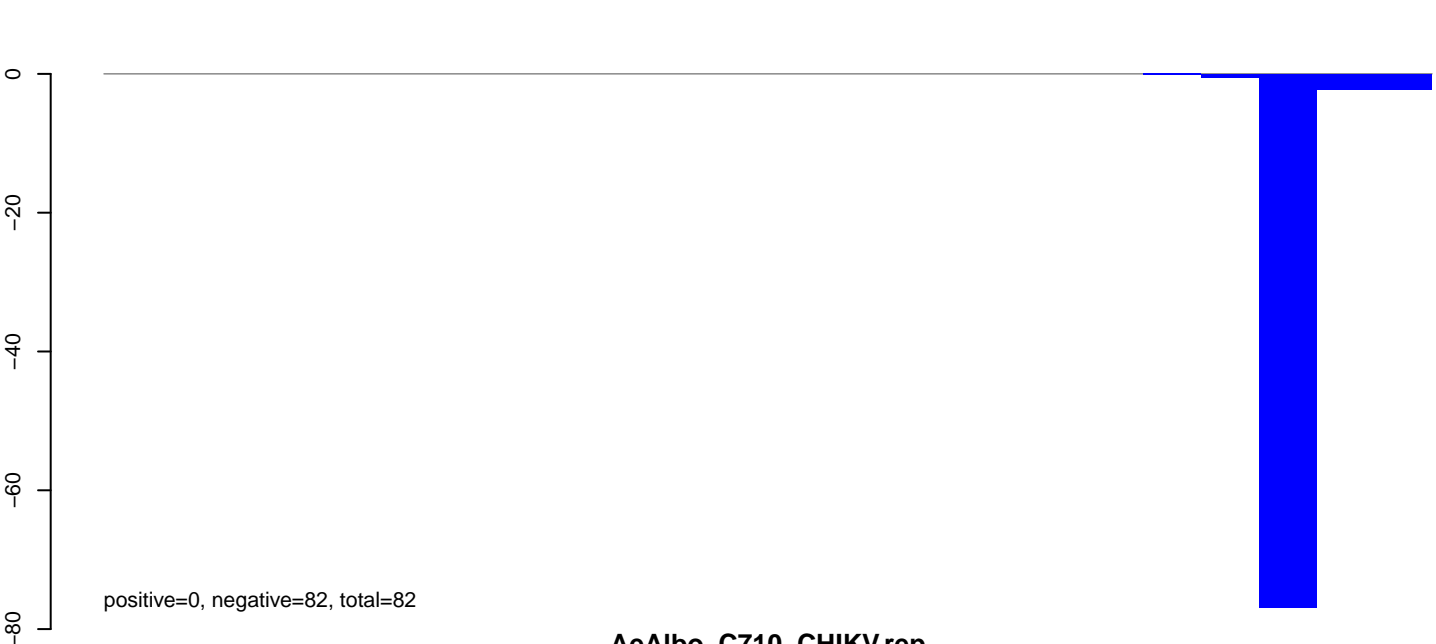 0
−20
−40
−60
−80
positive=0, negative=82, total=82
AeAlbo_C710_CHIKV.rep